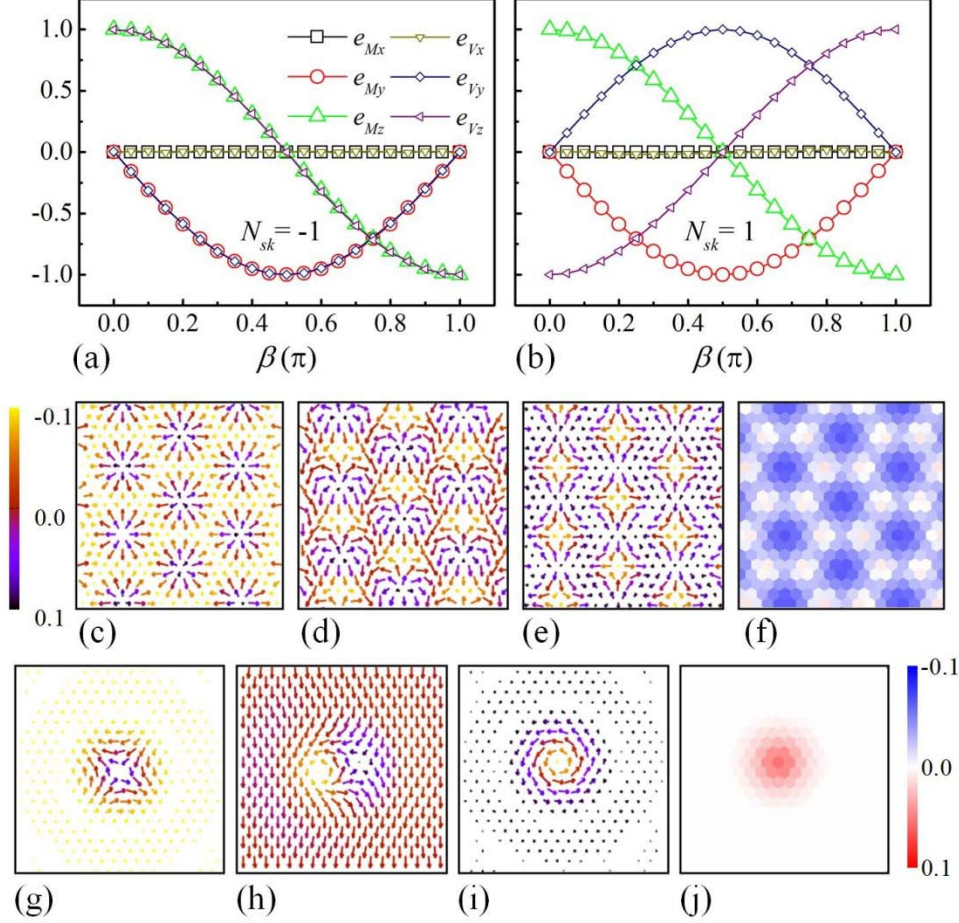 1.0
0.5
0.0
-0.5
-1.0
e_Mx e_Vx
e_My e_Vy
e_Mz e_Vz
N_sk = -1
N_sk = 1
0.0 0.2 0.4 0.6 0.8 1.0
0.0 0.2 0.4 0.6 0.8 1.0
(a) β(π) (b) β(π)
-0.1
0.0
0.1
(c) (d) (e) (f)
-0.1
0.0
0.1
(g) (h) (i) (j)